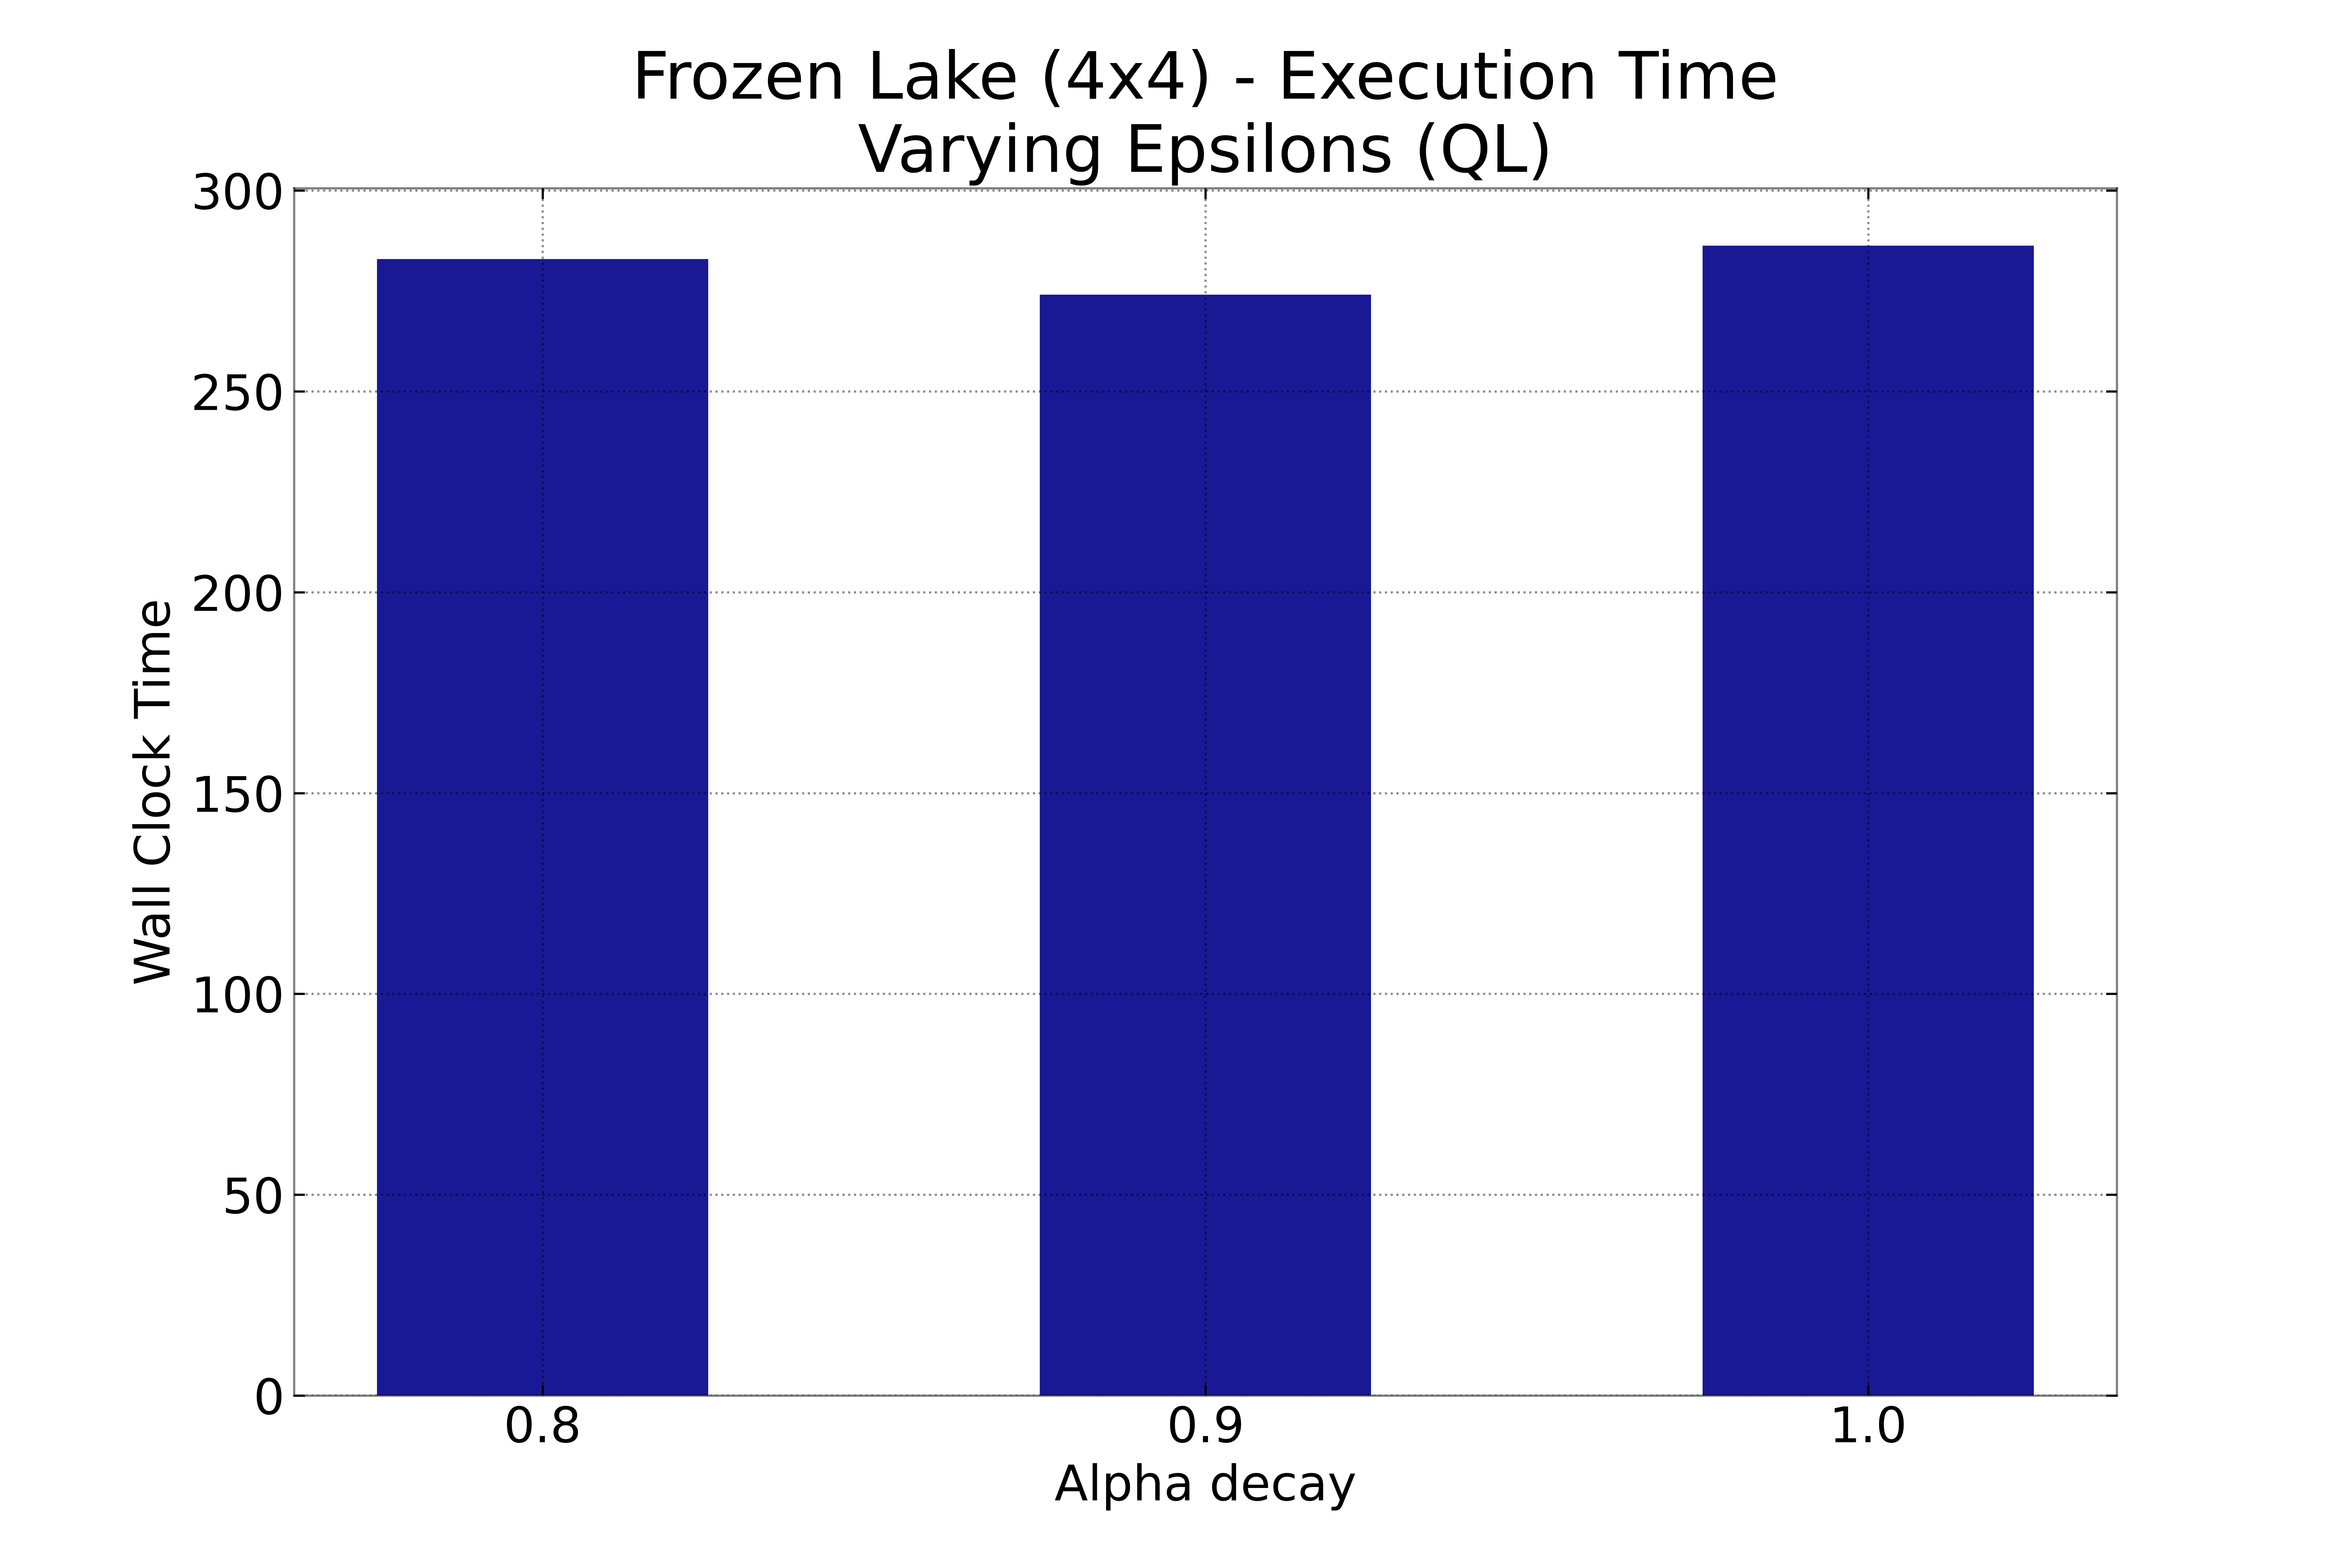 Frozen Lake (4x4) - Execution Time
Varying Epsilons (QL)
300
250
200
150
100
50
0
Wall Clock Time
0.8 0.9 1.0
Alpha decay